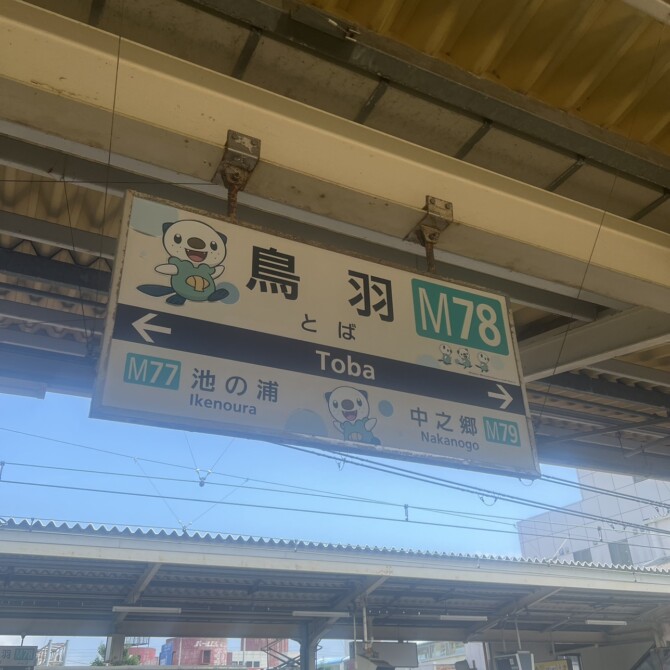 鳥羽
M78
とば
Toba
M77 池の浦
Ikenoura
中之郷 M79
Nakanogo